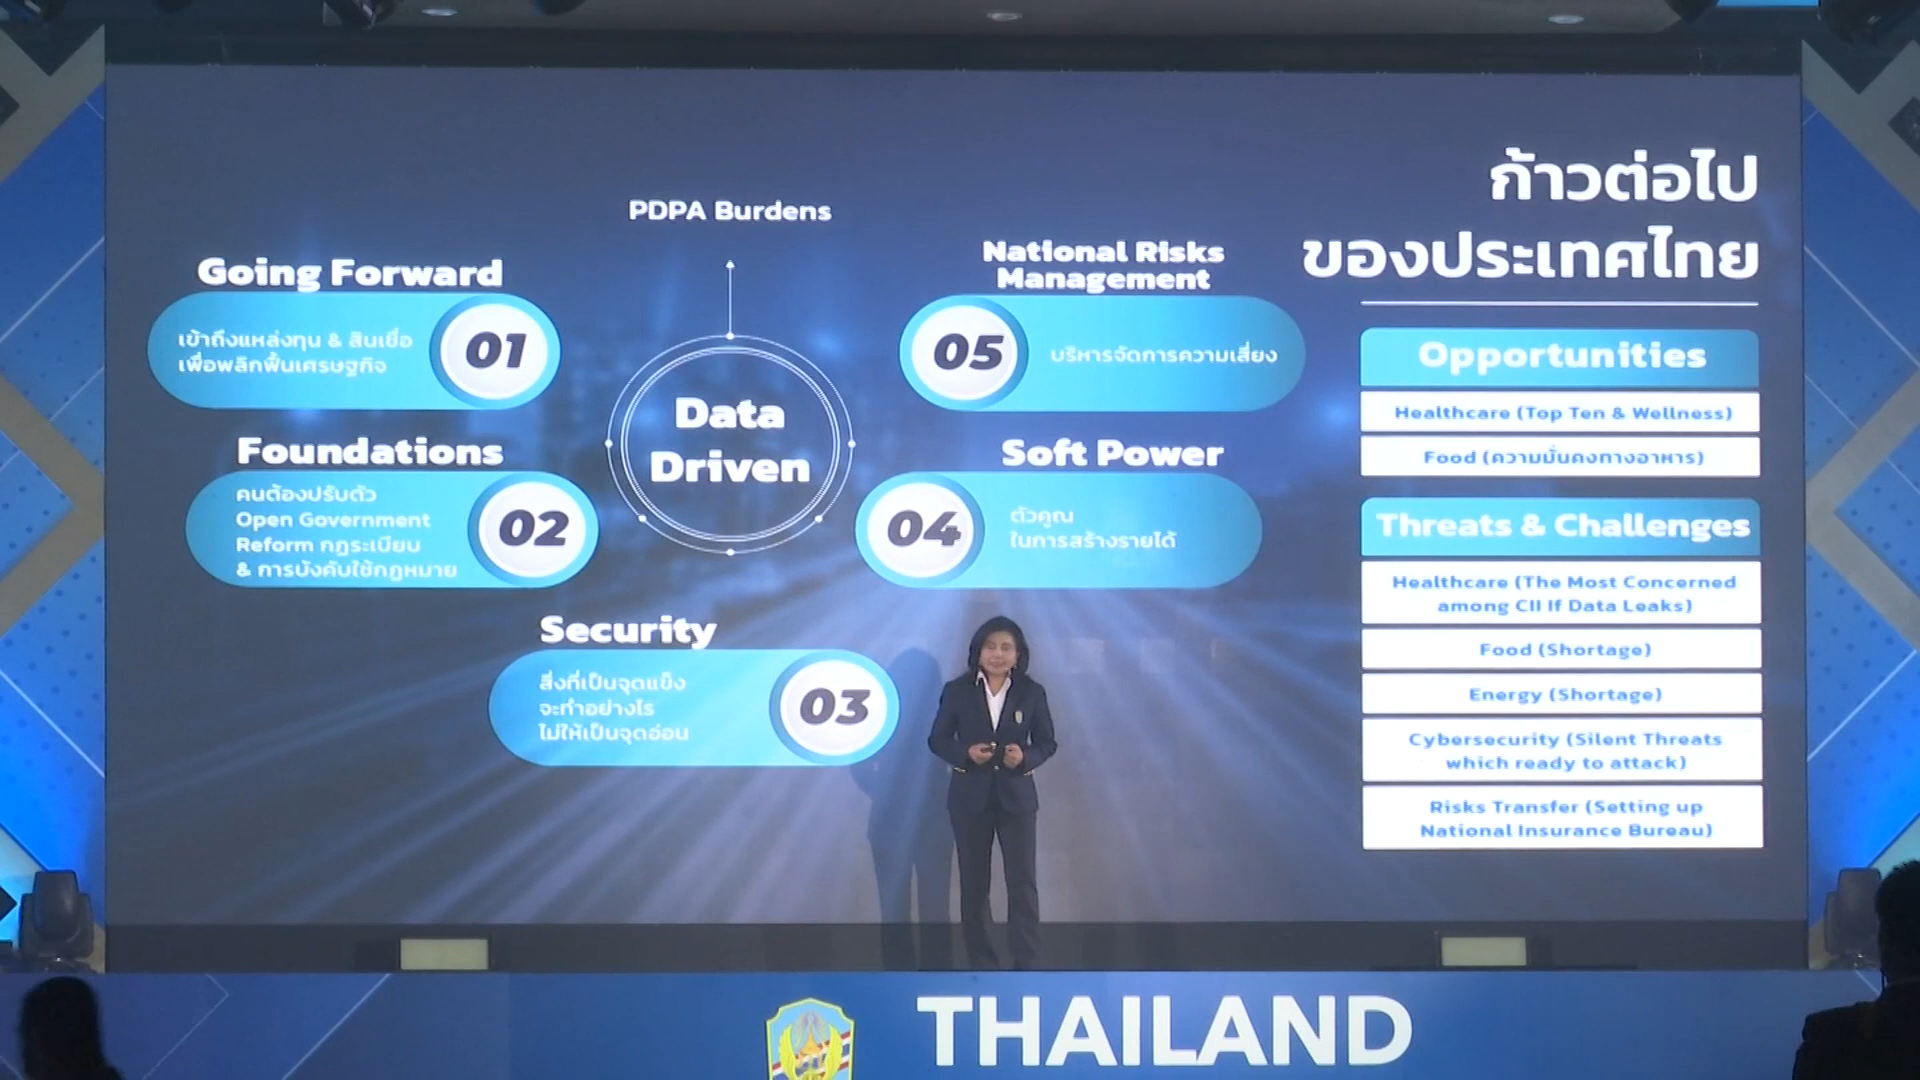 ก้าวต่อไป
ของประเทศไทย
PDPA Burdens
Data
Driven
Going Forward
01
เข้าถึงแหล่งทุน & สินเชื่อ
เพื่อพลิกฟื้นเศรษฐกิจ
Foundations
02
คนต้องปรับตัว
Open Government
Reform กฎระเบียบ
& การบังคับใช้กฎหมาย
Security
03
สิ่งที่เป็นจุดแข็ง
จะทำอย่างไร
ไม่ให้เป็นจุดอ่อน
Soft Power
04
ตัวคูณ
ในการสร้างรายได้
National Risks
Management
05
บริหารจัดการความเสี่ยง
Opportunities
Healthcare (Top Ten & Wellness)
Food (ความมั่นคงทางอาหาร)
Threats & Challenges
Healthcare (The Most Concerned
among CII If Data Leaks)
Food (Shortage)
Energy (Shortage)
Cybersecurity (Silent Threats
which ready to attack)
Risks Transfer (Setting up
National Insurance Bureau)
THAILAND